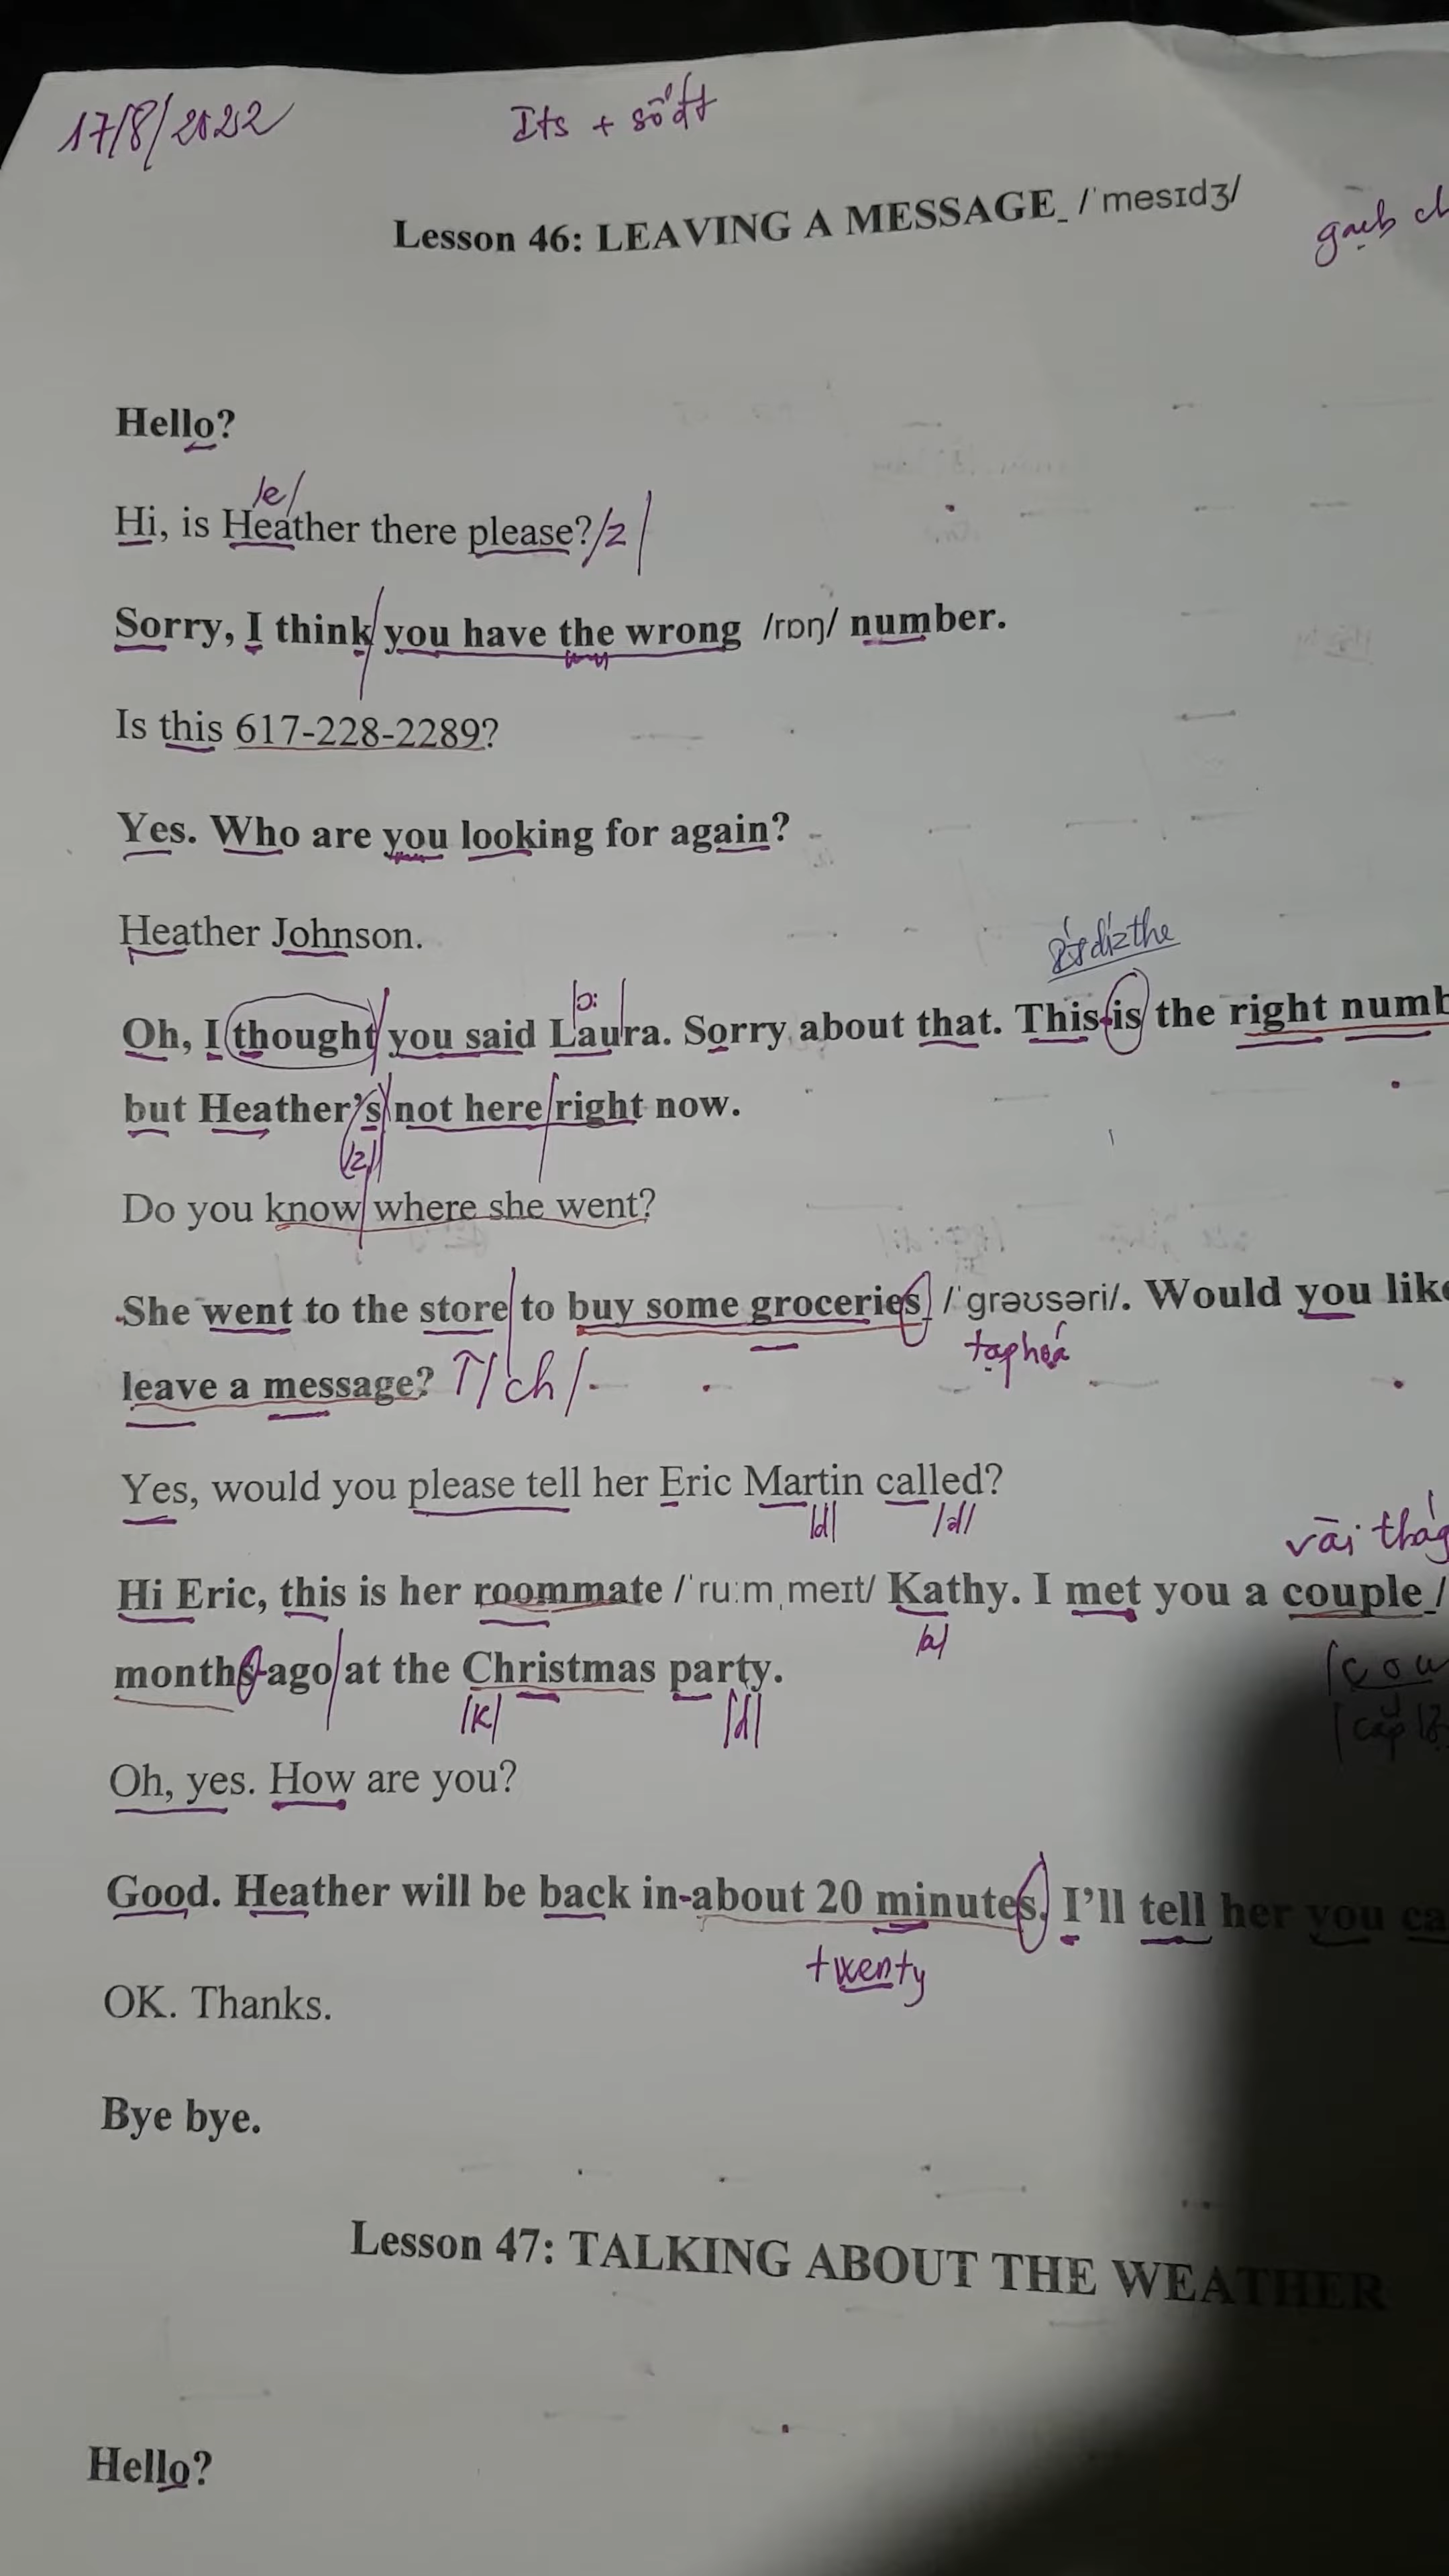 17/8/2022
Its + số đt
Lesson 46: LEAVING A MESSAGE /ˈmesɪdʒ/
gạch
Hello?
/e/
Hi, is Heather there please? /z/
Sorry, I think you have the wrong /rɒŋ/ number.
Is this 617-228-2289?
Yes. Who are you looking for again?
Heather Johnson.
/ɔ:/
Oh, I thought you said Laura. Sorry about that. This-is the right numb
but Heather's not here right now.
/z/
Do you know where she went?
She went to the store to buy some groceries /ˈgrəʊsəri/. Would you like
tạp hoá
leave a message? /ch/
Yes, would you please tell her Eric Martin called?
/d/ /d/
vài
Hi Eric, this is her roommate /ˈruːmˌmeɪt/ Kathy. I met you a couple /
/a/
months-ago at the Christmas party.
/k/ /d/
Oh, yes. How are you?
Good. Heather will be back in-about 20 minutes. I'll tell her you ca
twenty
OK. Thanks.
Bye bye.
Lesson 47: TALKING ABOUT THE WEATHER
Hello?